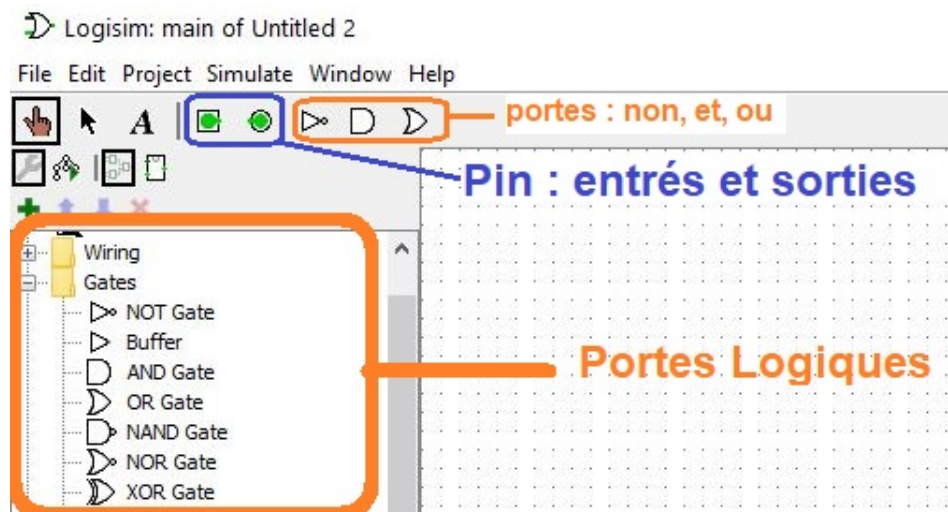 Logisim: main of Untitled 2
File Edit Project Simulate Window Help
A
portes : non, et, ou
Pin : entrés et sorties
Wiring
Gates
NOT Gate
Buffer
AND Gate
Portes Logiques
OR Gate
NAND Gate
NOR Gate
XOR Gate